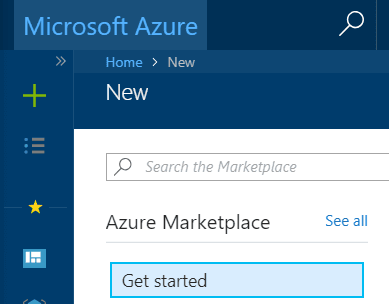 Microsoft Azure
» Home > New
New
Search the Marketplace
Azure Marketplace See all
Get started